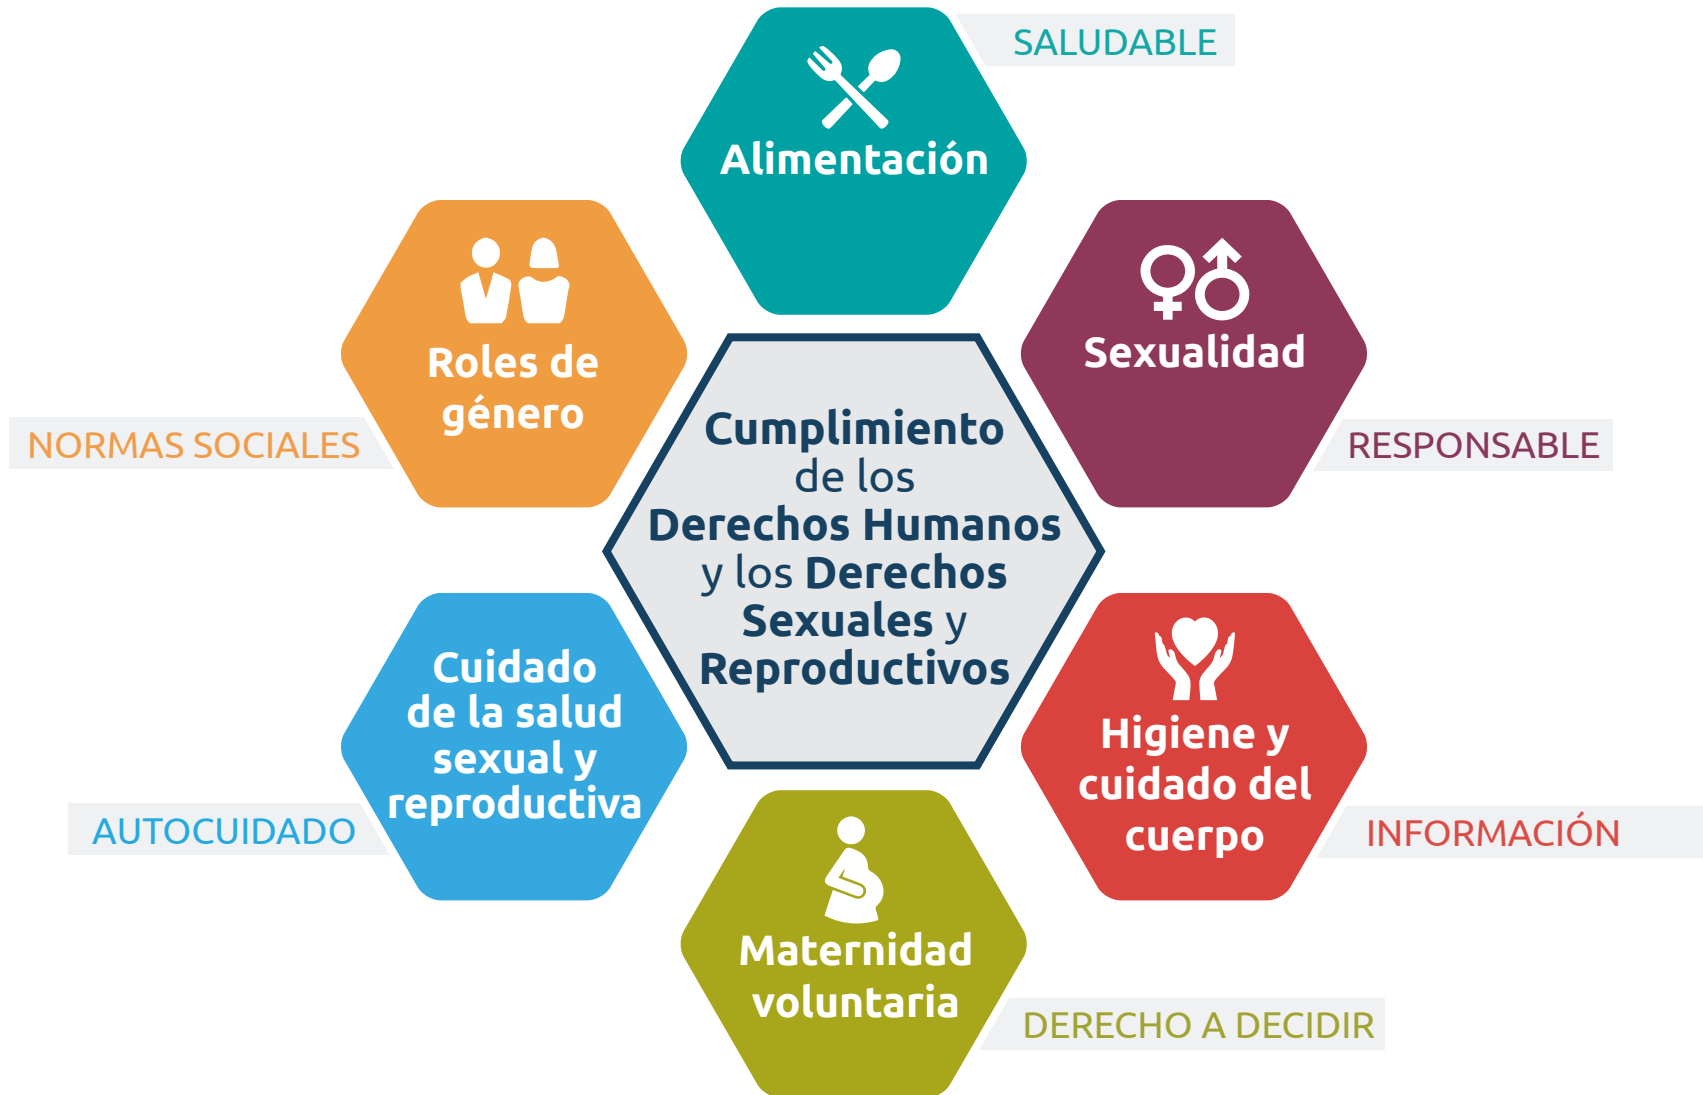 SALUDABLE
Alimentación
Roles de
género
NORMAS SOCIALES
Sexualidad
RESPONSABLE
Cumplimiento
de los
Derechos Humanos
y los Derechos
Sexuales y
Reproductivos
Cuidado
de la salud
sexual y
reproductiva
AUTOCUIDADO
Higiene y
cuidado del
cuerpo
INFORMACIÓN
Maternidad
voluntaria
DERECHO A DECIDIR